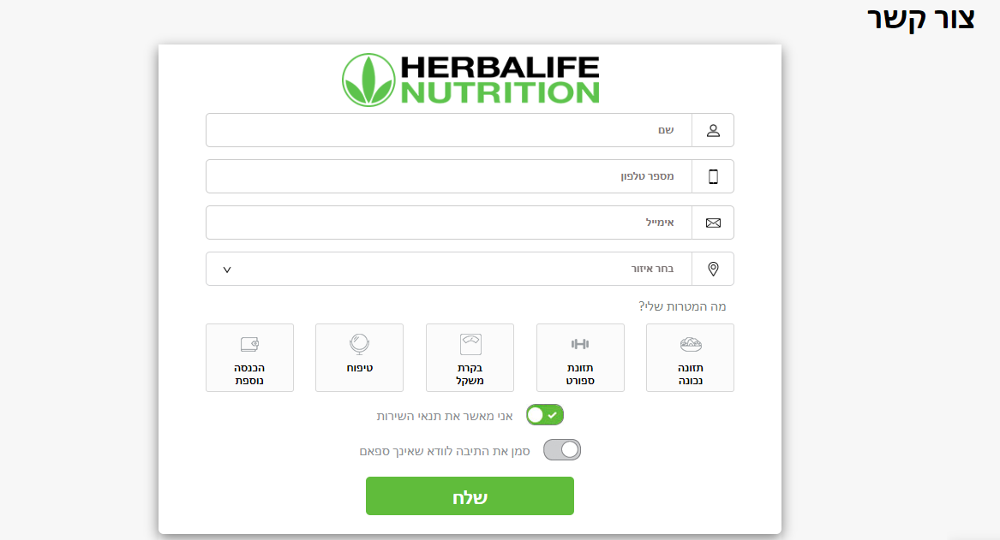 צור קשר
HERBALIFE
NUTRITION
שם
מספר טלפון
אימייל
בחר איזור
מה המטרות שלי?
תזונה
נכונה
תזונת
ספורט
בקרת
משקל
טיפוח
הכנסה
נוספת
אני מאשר את תנאי השירות
סמן את התיבה לוודא שאינך ספאם
שלח